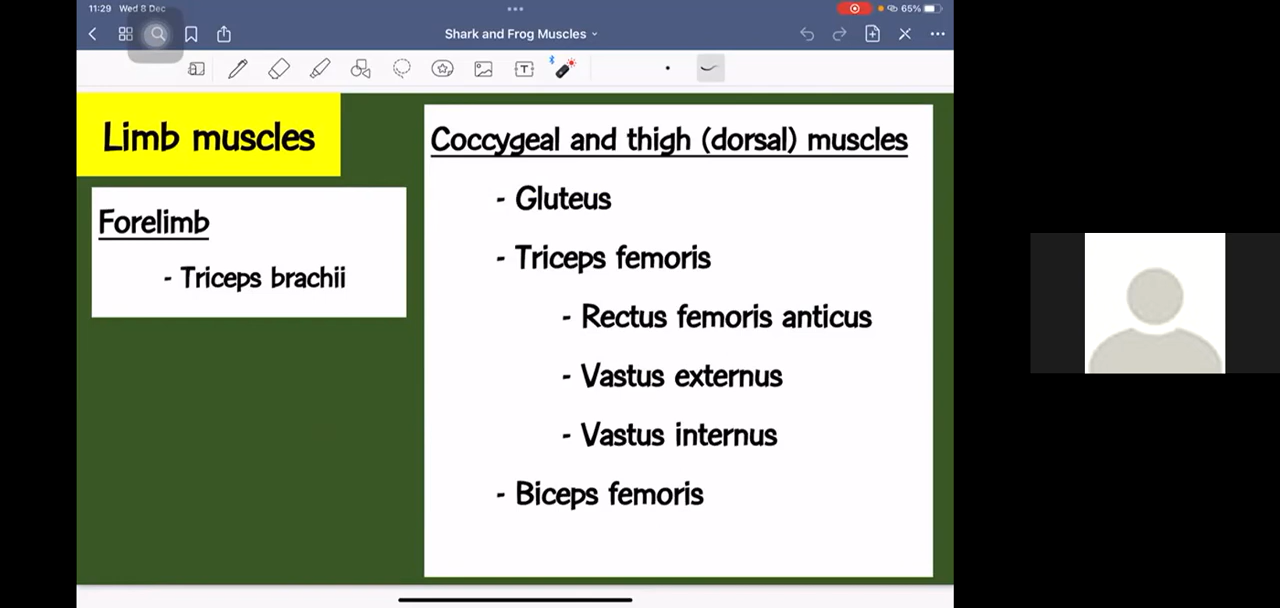 11:29 Wed 8 Dec
65%
Shark and Frog Muscles
T
Limb muscles
Forelimb
- Triceps brachii
Coccygeal and thigh (dorsal) muscles
- Gluteus
- Triceps femoris
- Rectus femoris anticus
- Vastus externus
- Vastus internus
- Biceps femoris